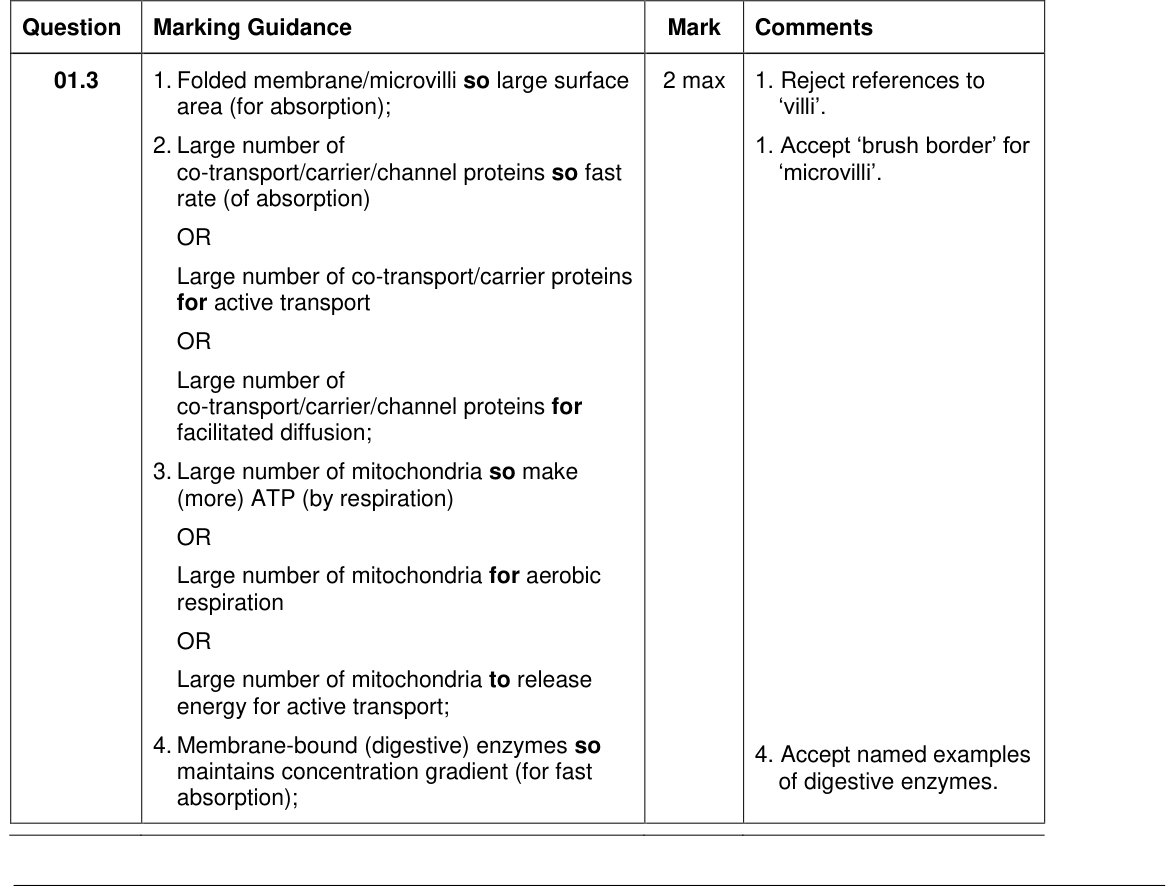 Question Marking Guidance Mark Comments
01.3 1. Folded membrane/microvilli so large surface 2 max 1. Reject references to
area (for absorption); ‘villi’.
2. Large number of 1. Accept ‘brush border’ for
co-transport/carrier/channel proteins so fast ‘microvilli’.
rate (of absorption)
OR
Large number of co-transport/carrier proteins
for active transport
OR
Large number of
co-transport/carrier/channel proteins for
facilitated diffusion;
3. Large number of mitochondria so make
(more) ATP (by respiration)
OR
Large number of mitochondria for aerobic
respiration
OR
Large number of mitochondria to release
energy for active transport;
4. Membrane-bound (digestive) enzymes so 4. Accept named examples
maintains concentration gradient (for fast of digestive enzymes.
absorption);